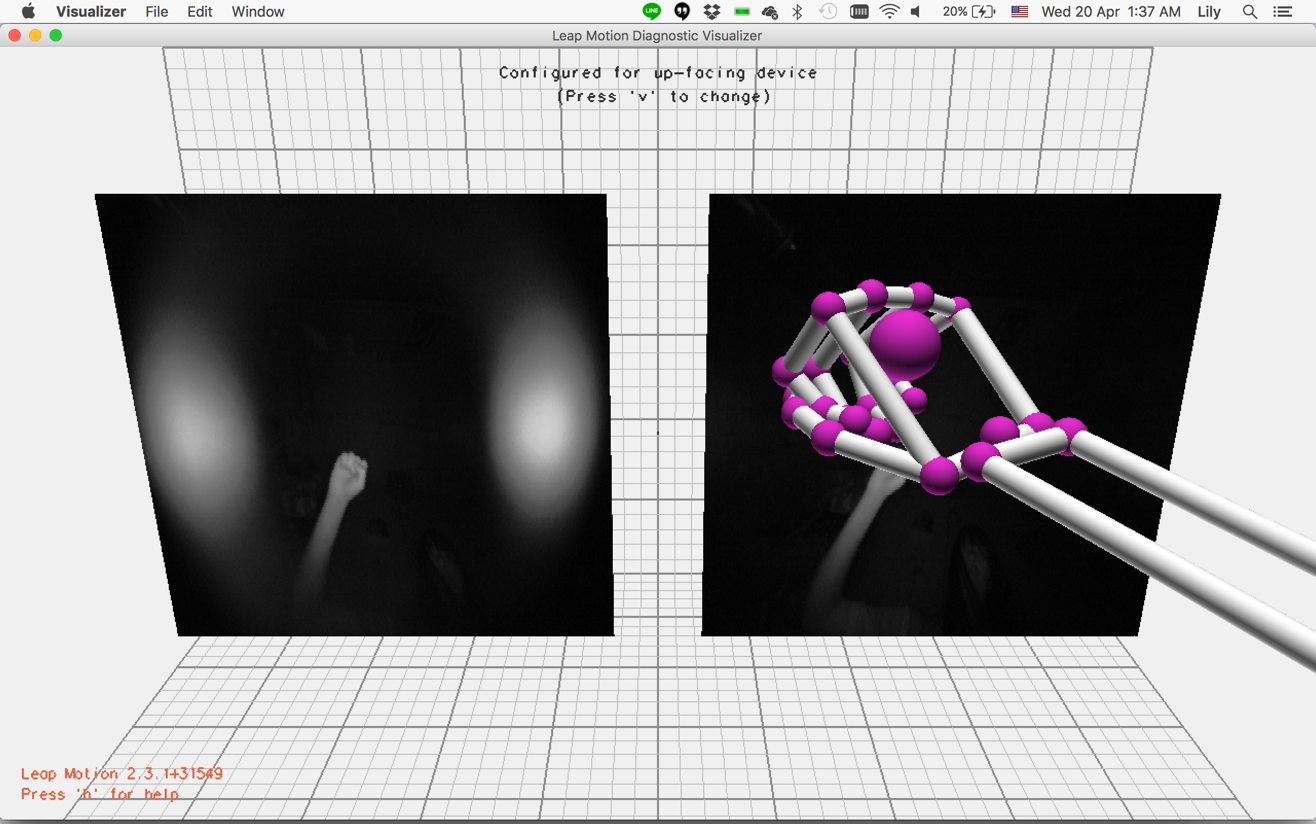 Visualizer File Edit Window LINE 20% Wed 20 Apr 1:37 AM Lily
Leap Motion Diagnostic Visualizer
Configured for up-facing device
(Press 'v' to change)
Leap Motion 2.3.1+31549
Press 'h' for help